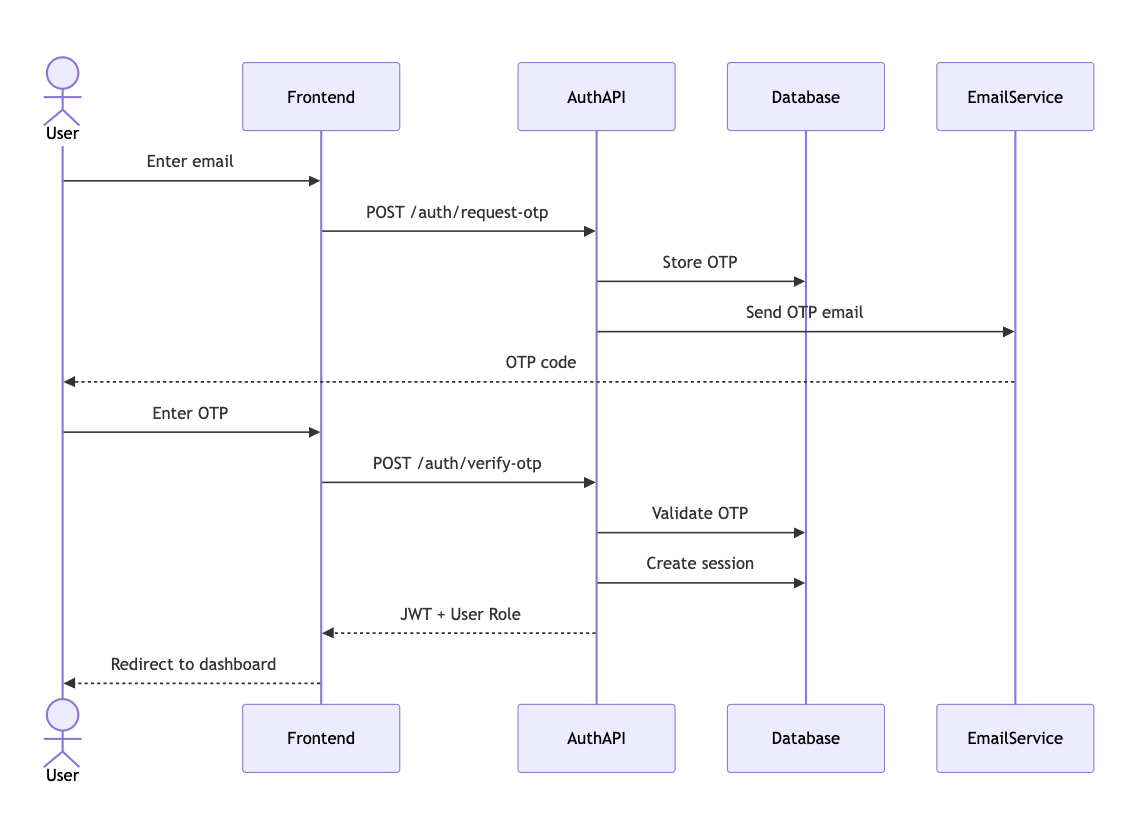 User
Frontend
AuthAPI
Database
EmailService
Enter email
POST /auth/request-otp
Store OTP
Send OTP email
OTP code
Enter OTP
POST /auth/verify-otp
Validate OTP
Create session
JWT + User Role
Redirect to dashboard
User
Frontend
AuthAPI
Database
EmailService